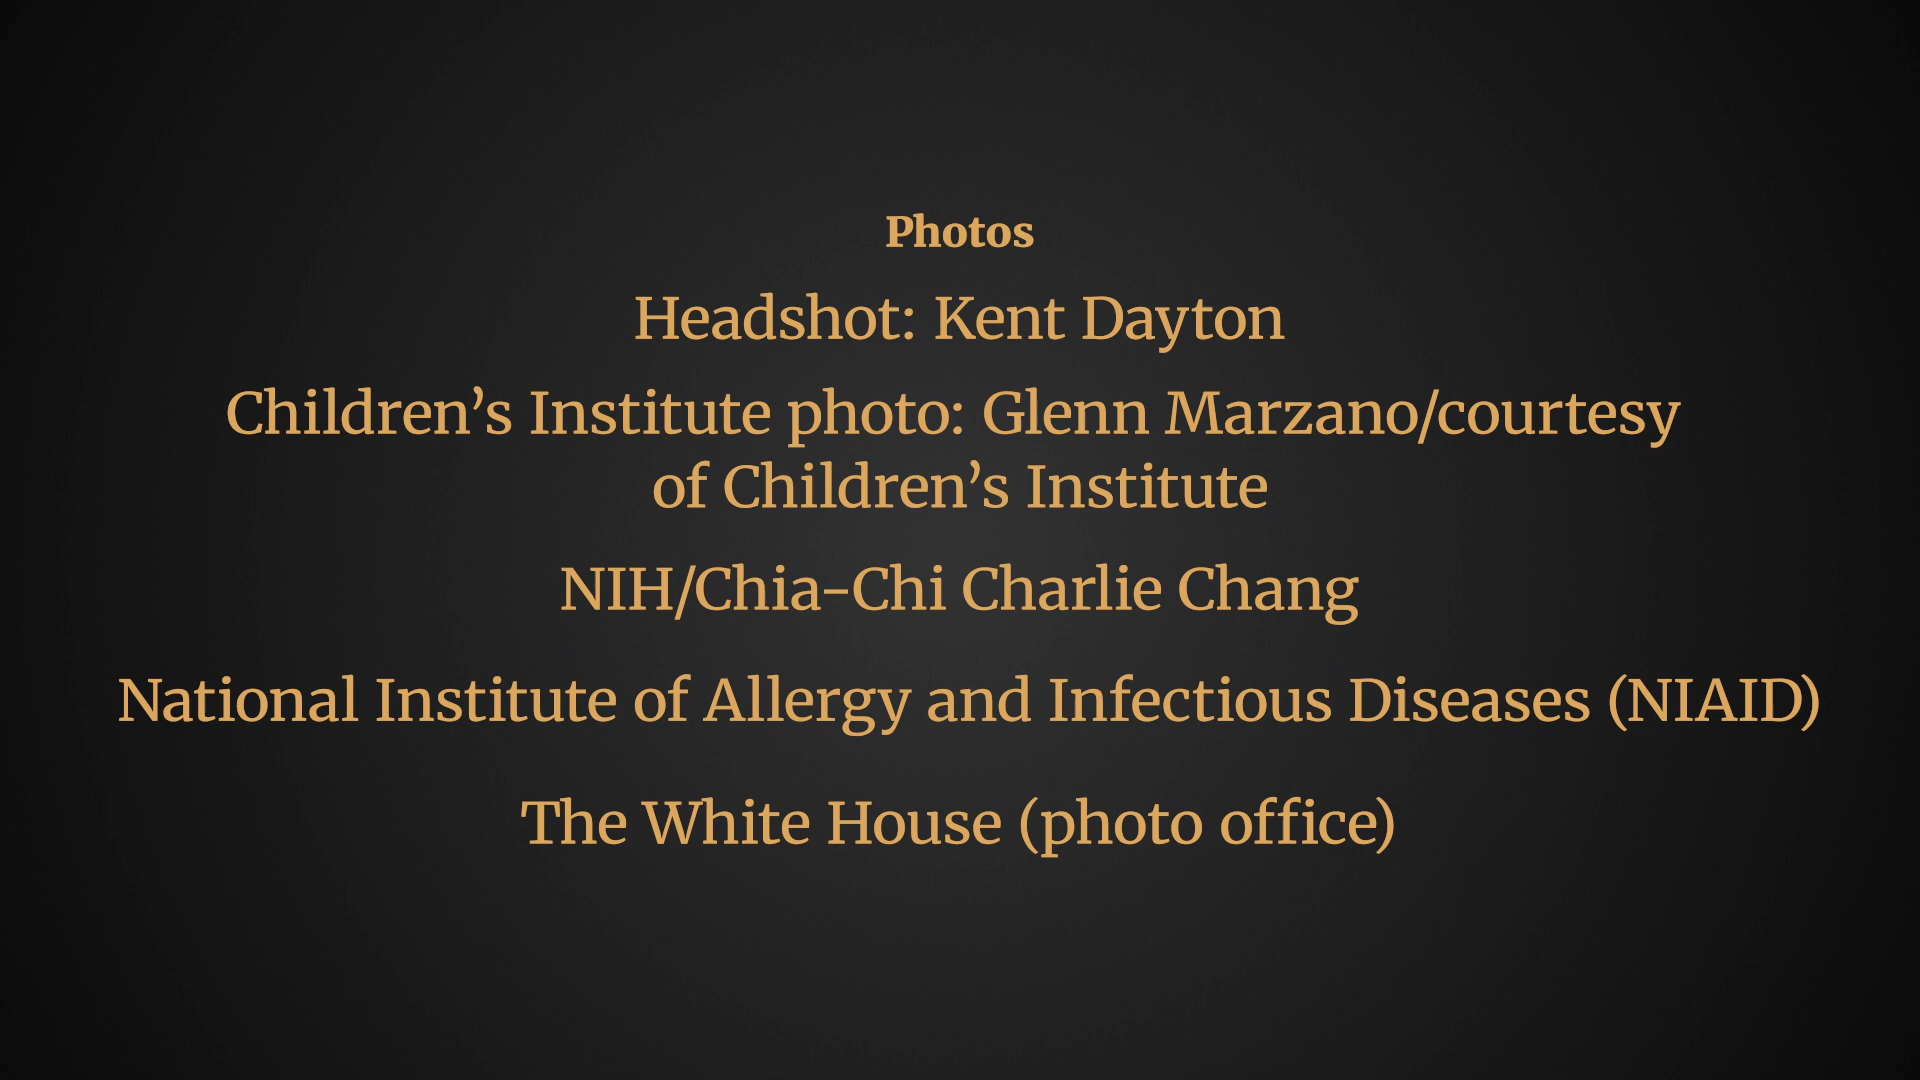 Photos
Headshot: Kent Dayton
Children’s Institute photo: Glenn Marzano/courtesy
of Children’s Institute
NIH/Chia-Chi Charlie Chang
National Institute of Allergy and Infectious Diseases (NIAID)
The White House (photo office)